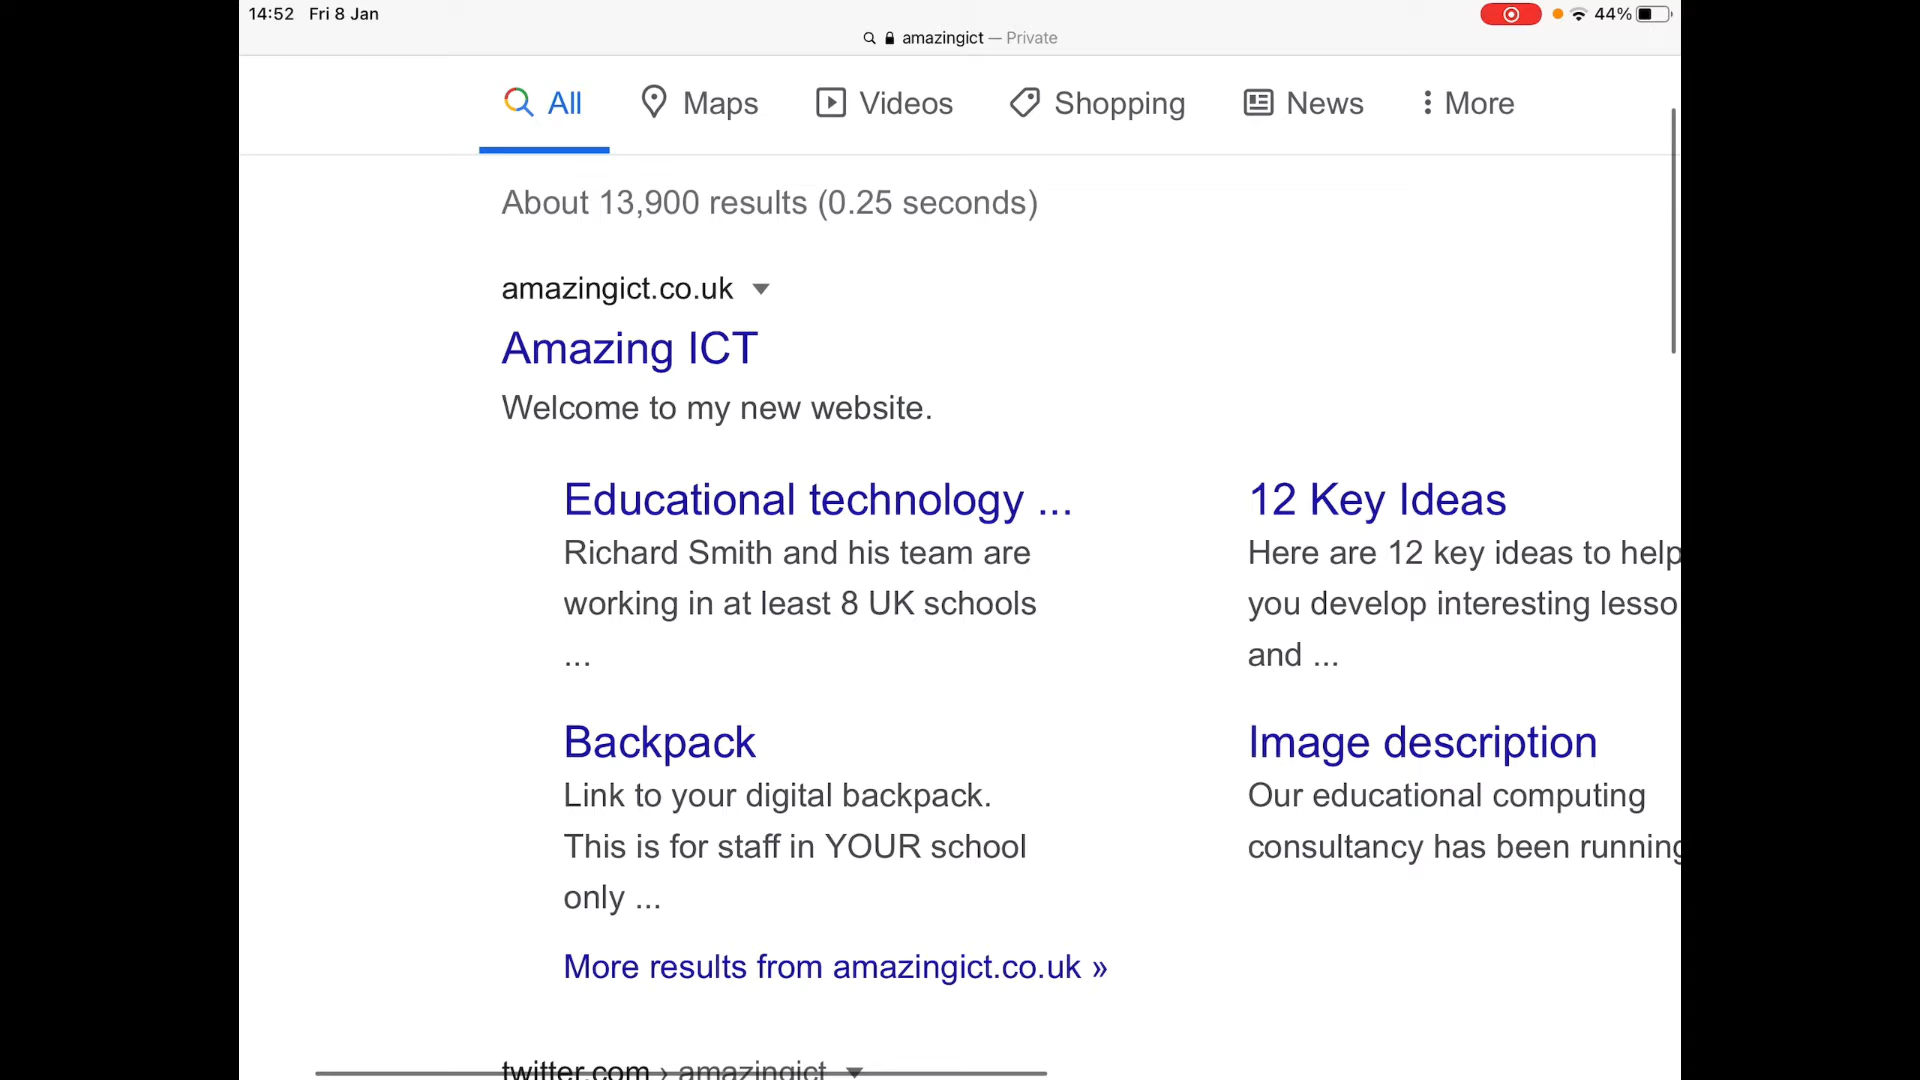 14:52 Fri 8 Jan
44%
amazingict — Private
All Maps Videos Shopping News More
About 13,900 results (0.25 seconds)
amazingict.co.uk
Amazing ICT
Welcome to my new website.
Educational technology ...
Richard Smith and his team are
working in at least 8 UK schools
...
12 Key Ideas
Here are 12 key ideas to help
you develop interesting lesso
and ...
Backpack
Link to your digital backpack.
This is for staff in YOUR school
only ...
Image description
Our educational computing
consultancy has been running
More results from amazingict.co.uk »
twitter.com › amazingict